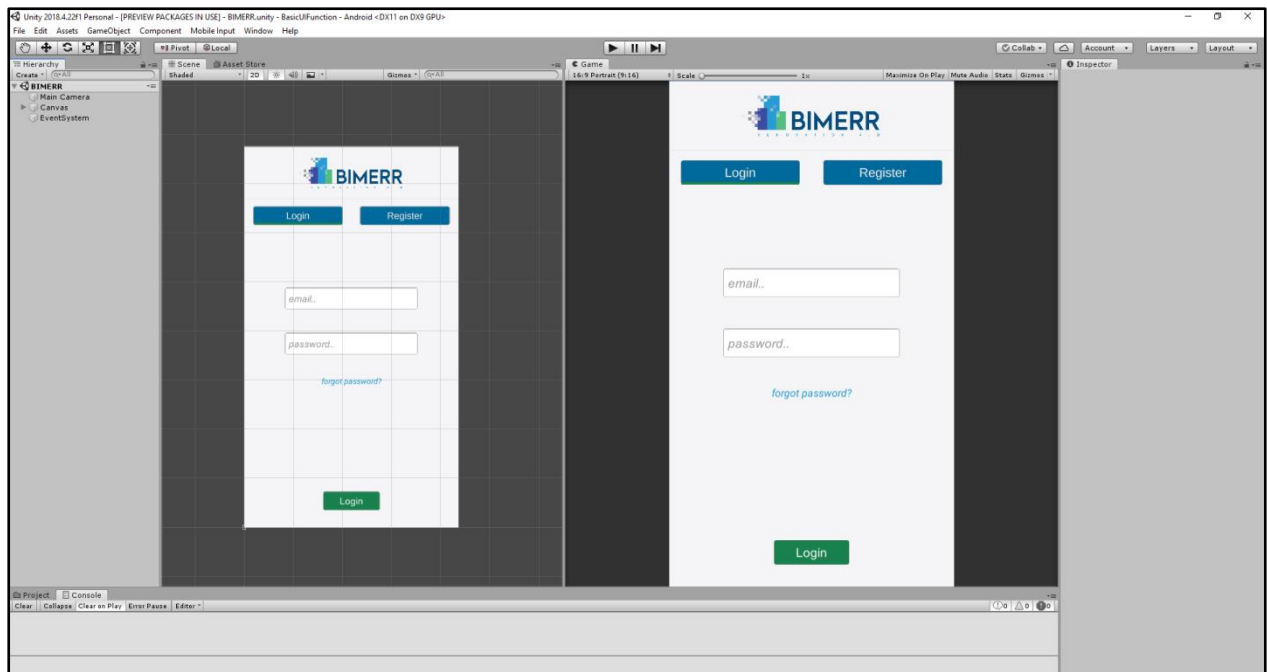 Unity 2018.4.22f1 Personal - [PREVIEW PACKAGES IN USE] - BIMERR.unity - BasicUIFunction - Android <DX11 on DX9 GPU>
File Edit Assets GameObject Component Mobile Input Window Help
Pivot Local Collab Account Layers Layout
Hierarchy Scene Asset Store Game Inspector
Create All Shaded 2D Gizmos All 16:9 Portrait (9:16) Scale 1x Maximize On Play Mute Audio Stats Gizmos
BIMERR
Main Camera
Canvas
EventSystem
BIMERR
Login Register
email..
password..
forgot password?
Login
BIMERR
Login Register
email..
password..
forgot password?
Login
Project Console
Clear Collapse Clear on Play Error Pause Editor 0 0 0